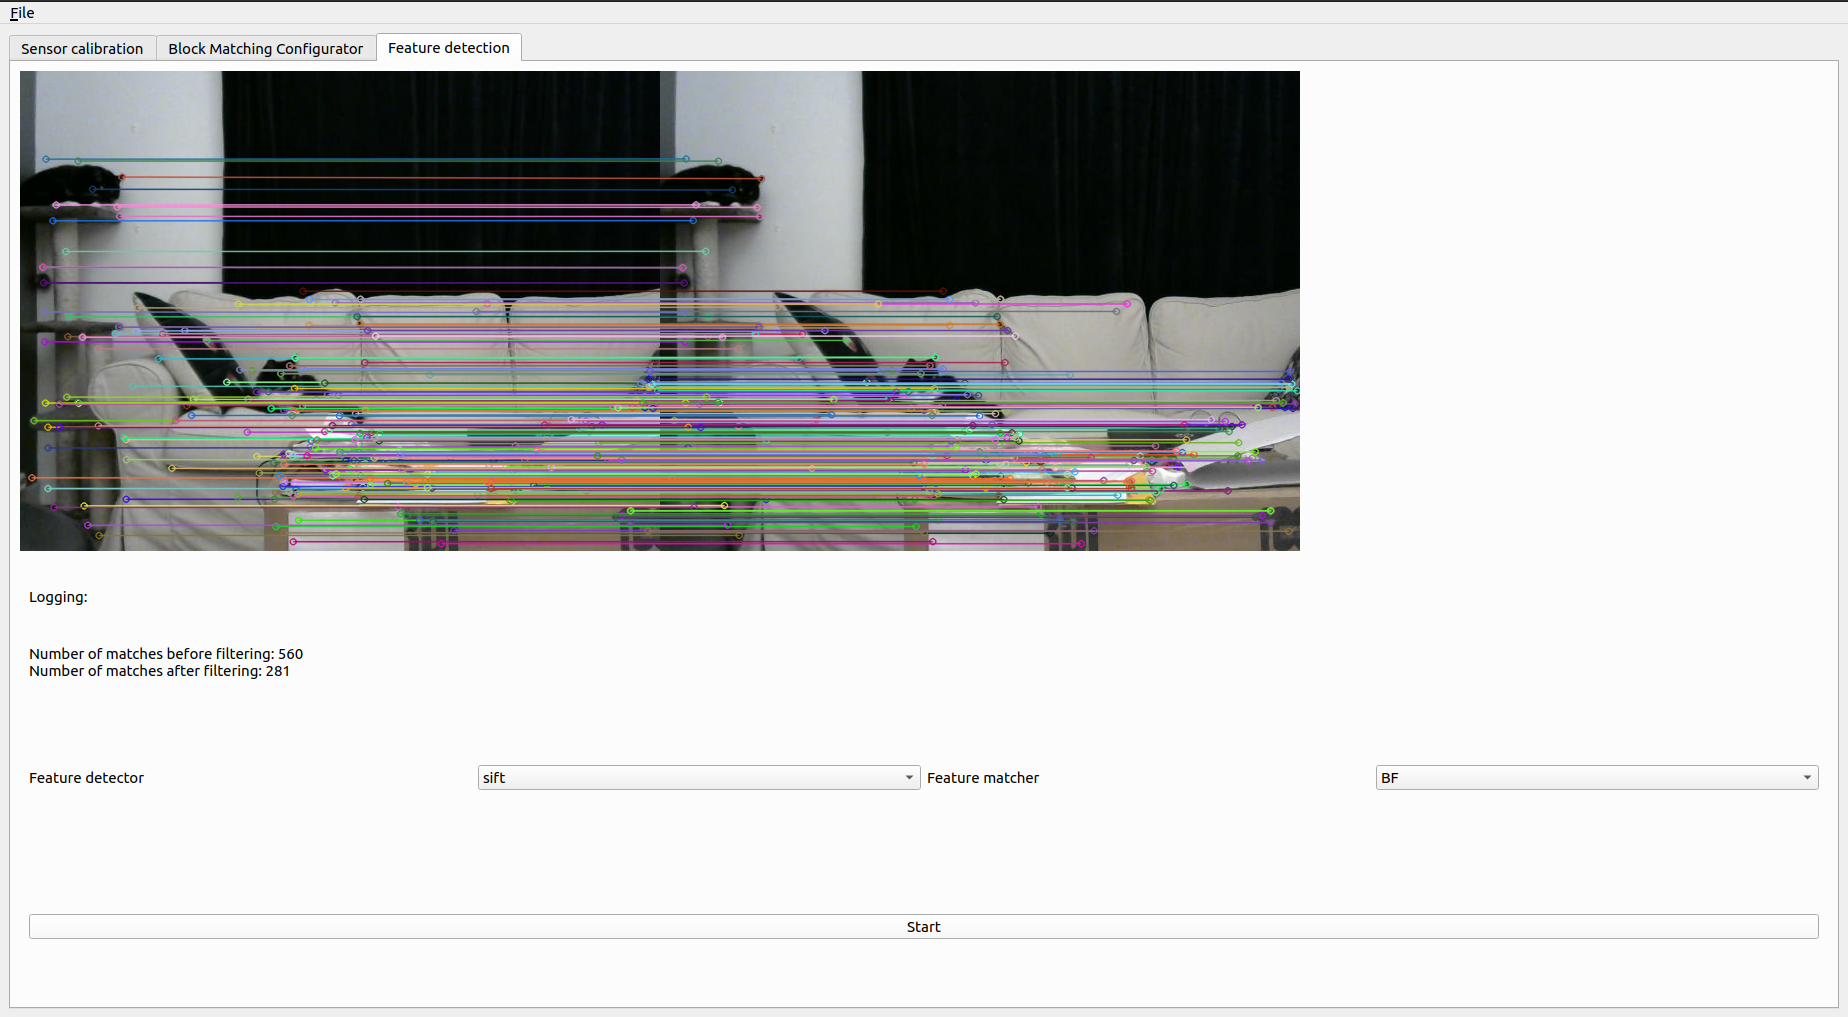 File
Sensor calibration
Block Matching Configurator
Feature detection
Logging:
Number of matches before filtering: 560
Number of matches after filtering: 281
Feature detector
sift
Feature matcher
BF
Start